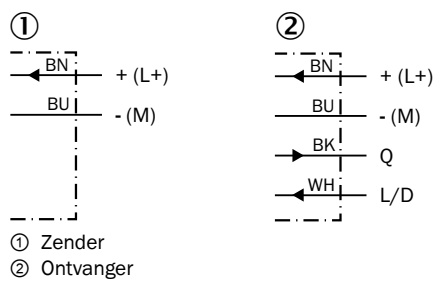 ① ②
BN + (L+) BN + (L+)
BU - (M) BU - (M)
BK Q
WH L/D
① Zender
② Ontvanger